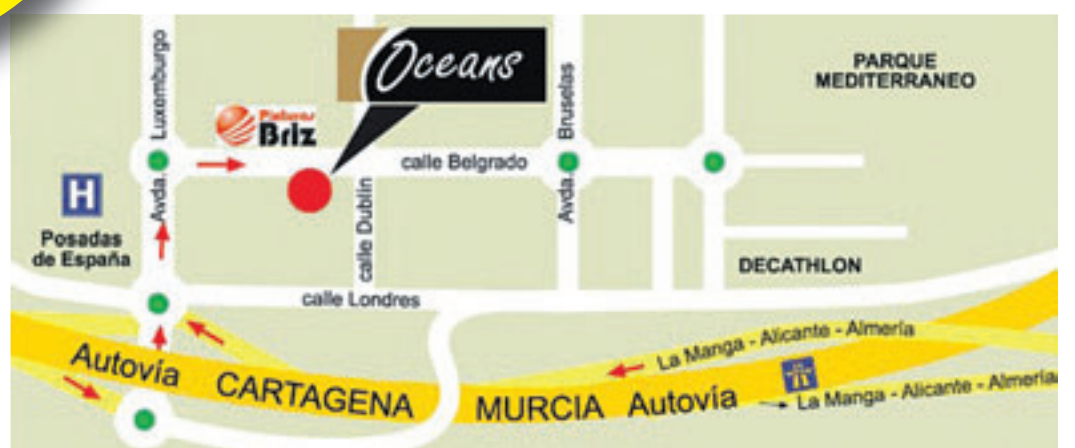 Oceans
PARQUE
MEDITERRANEO
Avda. Luxemburgo
Briz
calle Belgrado
Avda. Bruselas
H
Posadas
de España
calle Dublin
DECATHLON
calle Londres
La Manga - Alicante - Almería
Autovía CARTAGENA MURCIA Autovía
La Manga - Alicante - Almería